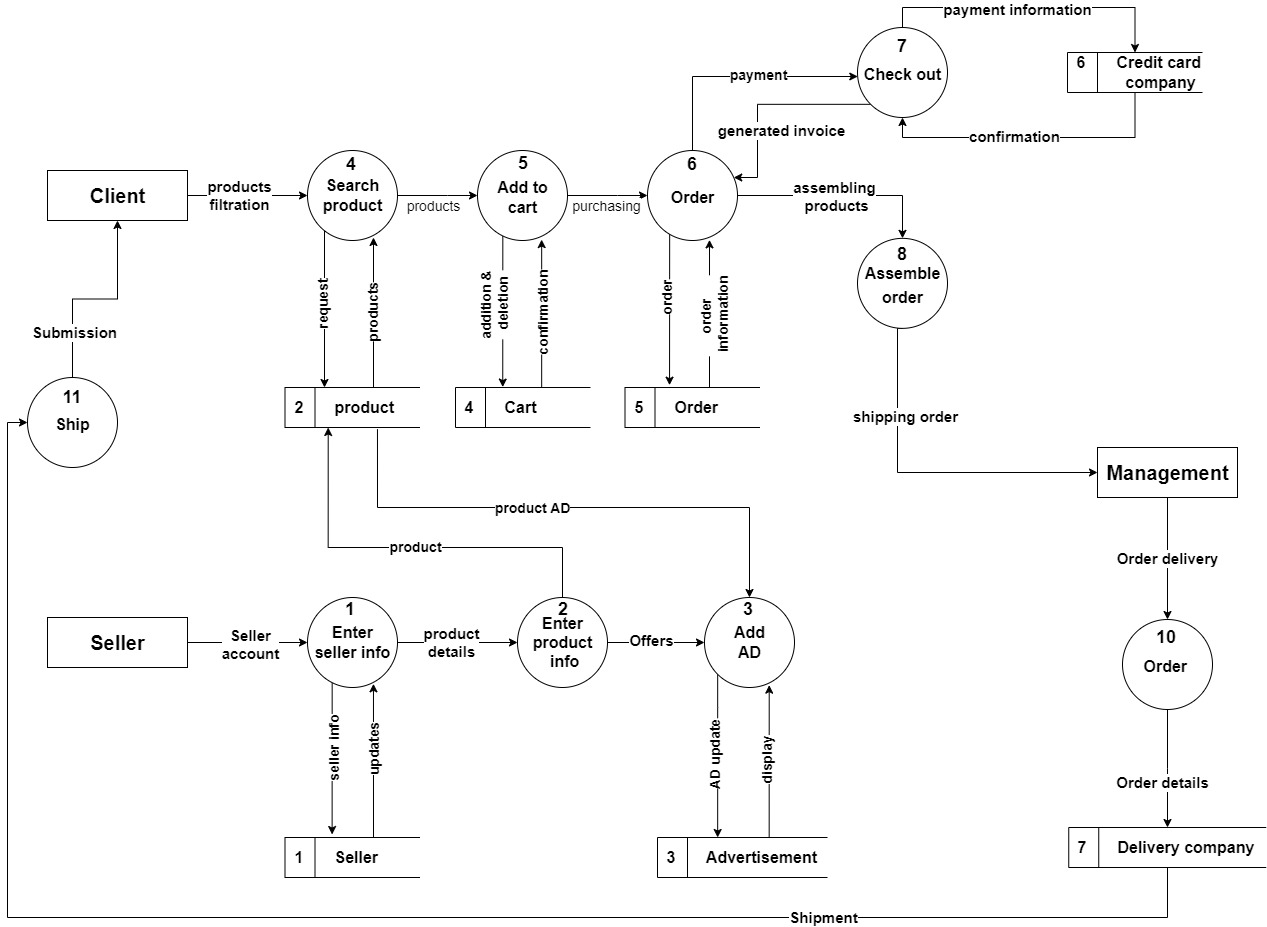 payment information
7
Check out
6
Credit card
company
payment
generated invoice
confirmation
Client
products
filtration
4
Search
product
products
5
Add to
cart
purchasing
6
Order
assembling
products
8
Assemble
order
request
products
addition &
deletion
confirmation
order
order
information
Submission
11
Ship
2
product
4
Cart
5
Order
shipping order
Management
product AD
product
Order delivery
Seller
Seller
account
1
Enter
seller info
product
details
2
Enter
product
info
Offers
3
Add
AD
10
Order
seller info
updates
AD update
display
Order details
1
Seller
3
Advertisement
7
Delivery company
Shipment